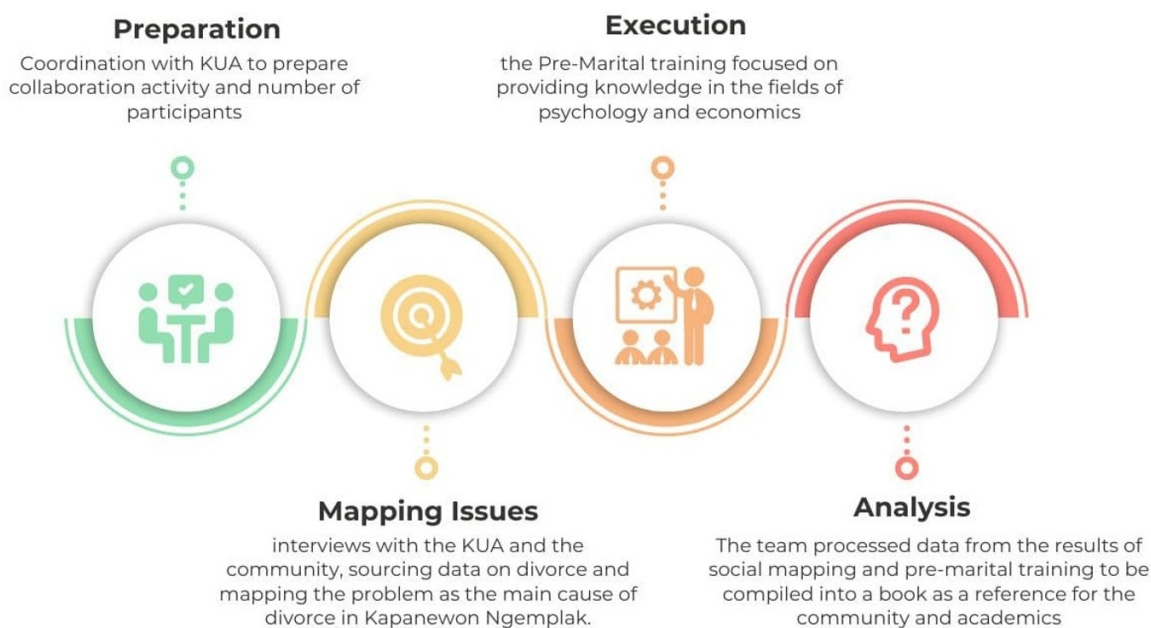 Preparation
Coordination with KUA to prepare
collaboration activity and number of
participants
Execution
the Pre-Marital training focused on
providing knowledge in the fields of
psychology and economics
Mapping Issues
interviews with the KUA and the
community, sourcing data on divorce and
mapping the problem as the main cause of
divorce in Kapanewon Ngemplak.
Analysis
The team processed data from the results of
social mapping and pre-marital training to be
compiled into a book as a reference for the
community and academics